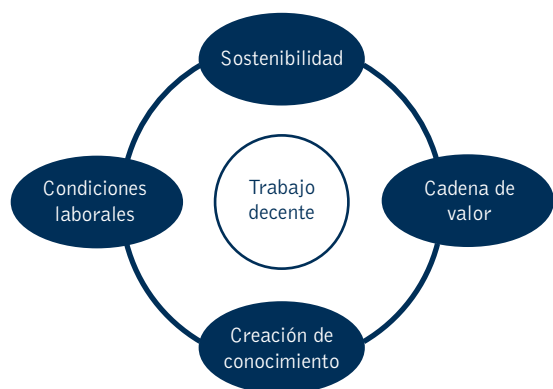 Sostenibilidad
Condiciones
laborales
Trabajo
decente
Cadena de
valor
Creación de
conocimiento